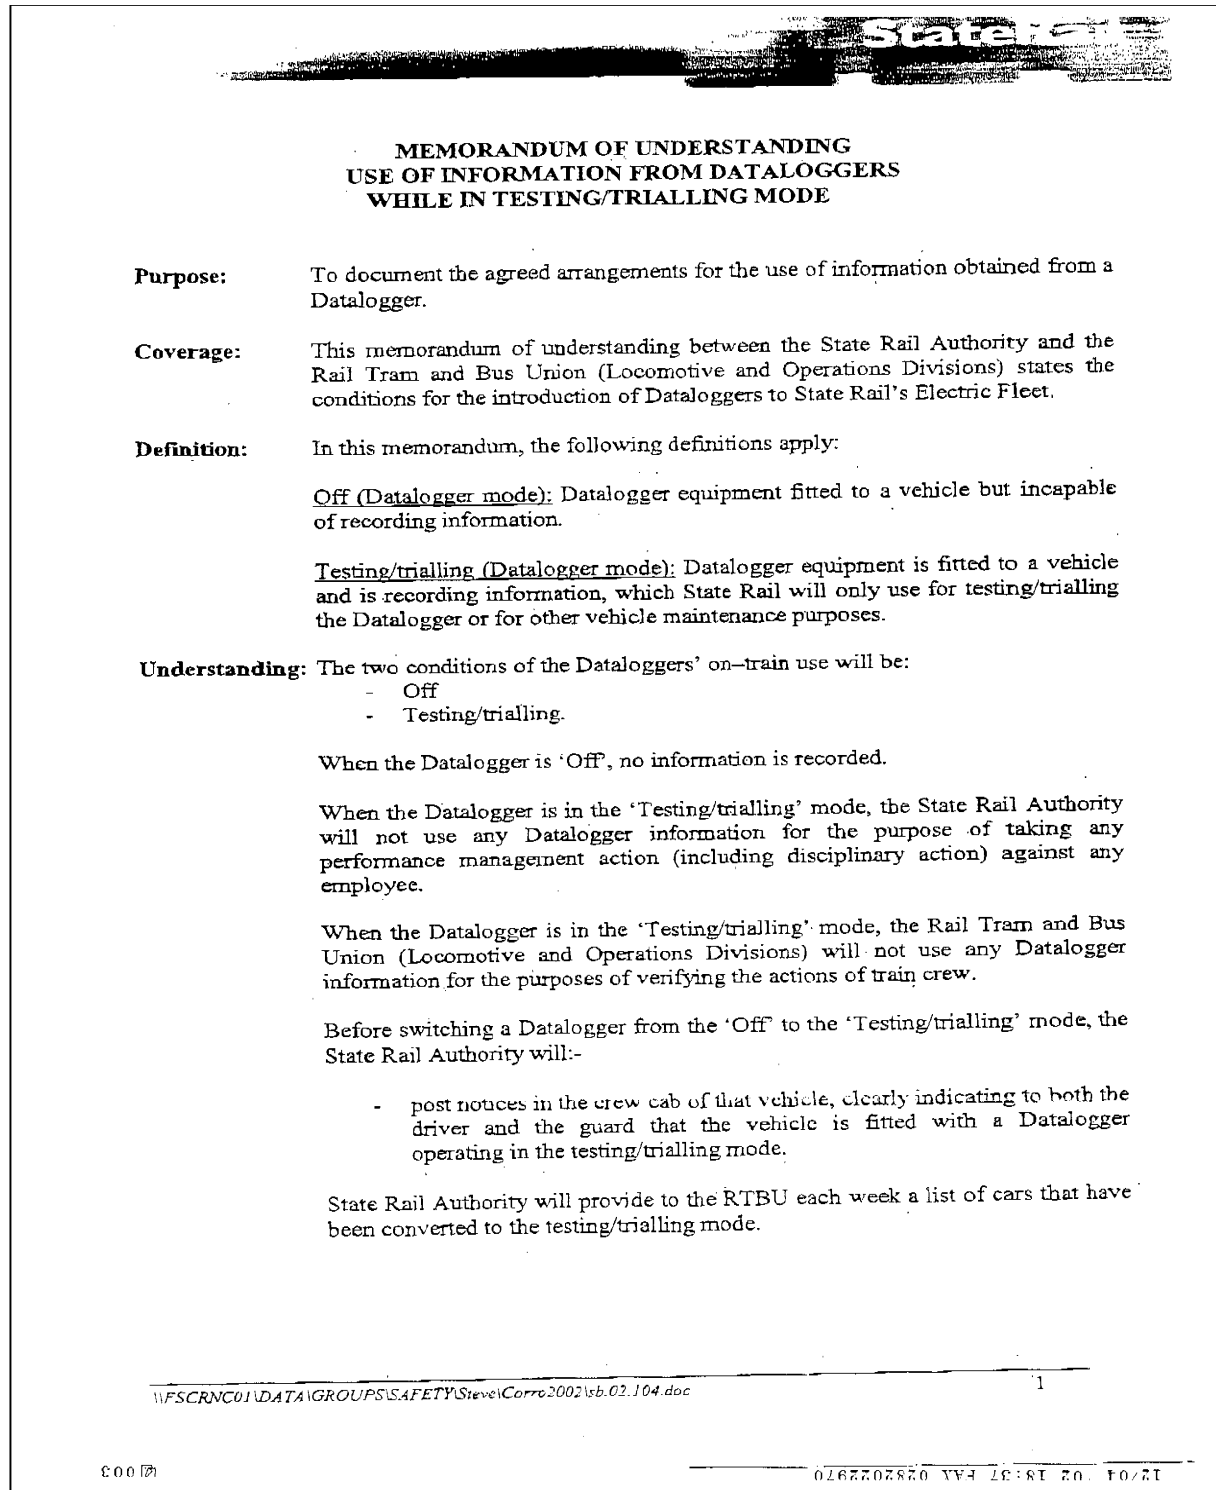 StateRail
MEMORANDUM OF UNDERSTANDING
USE OF INFORMATION FROM DATALOGGERS
WHILE IN TESTING/TRIALLING MODE
Purpose: To document the agreed arrangements for the use of information obtained from a
Datalogger.
Coverage: This memorandum of understanding between the State Rail Authority and the
Rail Tram and Bus Union (Locomotive and Operations Divisions) states the
conditions for the introduction of Dataloggers to State Rail's Electric Fleet.
Definition: In this memorandum, the following definitions apply:
Off (Datalogger mode): Datalogger equipment fitted to a vehicle but incapable
of recording information.
Testing/trialling (Datalogger mode): Datalogger equipment is fitted to a vehicle
and is recording information, which State Rail will only use for testing/trialling
the Datalogger or for other vehicle maintenance purposes.
Understanding: The two conditions of the Dataloggers' on–train use will be:
- Off
- Testing/trialling.
When the Datalogger is 'Off', no information is recorded.
When the Datalogger is in the 'Testing/trialling' mode, the State Rail Authority
will not use any Datalogger information for the purpose of taking any
performance management action (including disciplinary action) against any
employee.
When the Datalogger is in the 'Testing/trialling' mode, the Rail Tram and Bus
Union (Locomotive and Operations Divisions) will not use any Datalogger
information for the purposes of verifying the actions of train crew.
Before switching a Datalogger from the 'Off' to the 'Testing/trialling' mode, the
State Rail Authority will:-
- post notices in the crew cab of that vehicle, clearly indicating to both the
driver and the guard that the vehicle is fitted with a Datalogger
operating in the testing/trialling mode.
State Rail Authority will provide to the RTBU each week a list of cars that have
been converted to the testing/trialling mode.
\\FSCRNC01\DATA\GROUPS\SAFETY\Steve\Corro2002\sb.02.104.doc 1
12/04 '02 18:37 FAX 0282022970
003